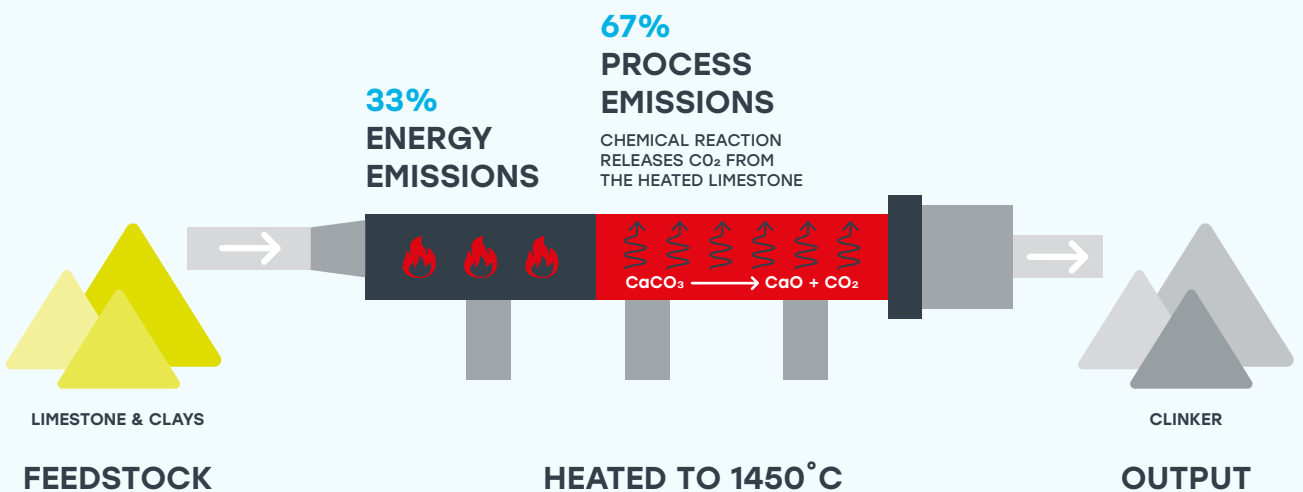 67%
PROCESS
EMISSIONS
33%
ENERGY
EMISSIONS
CHEMICAL REACTION
RELEASES C0₂ FROM
THE HEATED LIMESTONE
CaCO₃ → CaO + CO₂
LIMESTONE & CLAYS
CLINKER
FEEDSTOCK
HEATED TO 1450˚C
OUTPUT